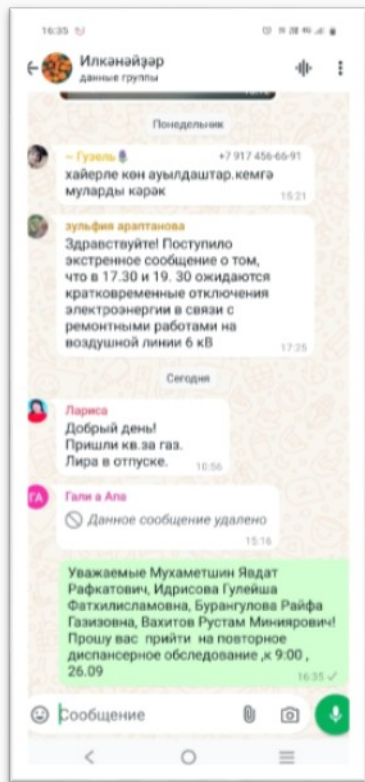 16:35
Илкәнәйҙәр
данные группы
Понедельник
~ Гузель +7 917 456-66-91
хайерле көн ауылдаштар.кемгә
муларды кәрәк
15:21
зульфия араптанова
Здравствуйте! Поступило
экстренное сообщение о том,
что в 17.30 и 19. 30 ожидаются
кратковременные отключения
электроэнергии в связи с
ремонтными работами на
воздушной линии 6 кВ
17:25
Сегодня
Лариса
Добрый день!
Пришли кв.за газ.
Лира в отпуске.
10:56
ГА
Гали а Апа
Данное сообщение удалено
15:16
Уважаемые Мухаметшин Явдат
Рафкатович, Идрисова Гулейша
Фатхилисламовна, Бурангулова Райфа
Газизовна, Вахитов Рустам Миниярович!
Прошу вас прийти на повторное
диспансерное обследование ,к 9:00 ,
26.09
16:35
Сообщение